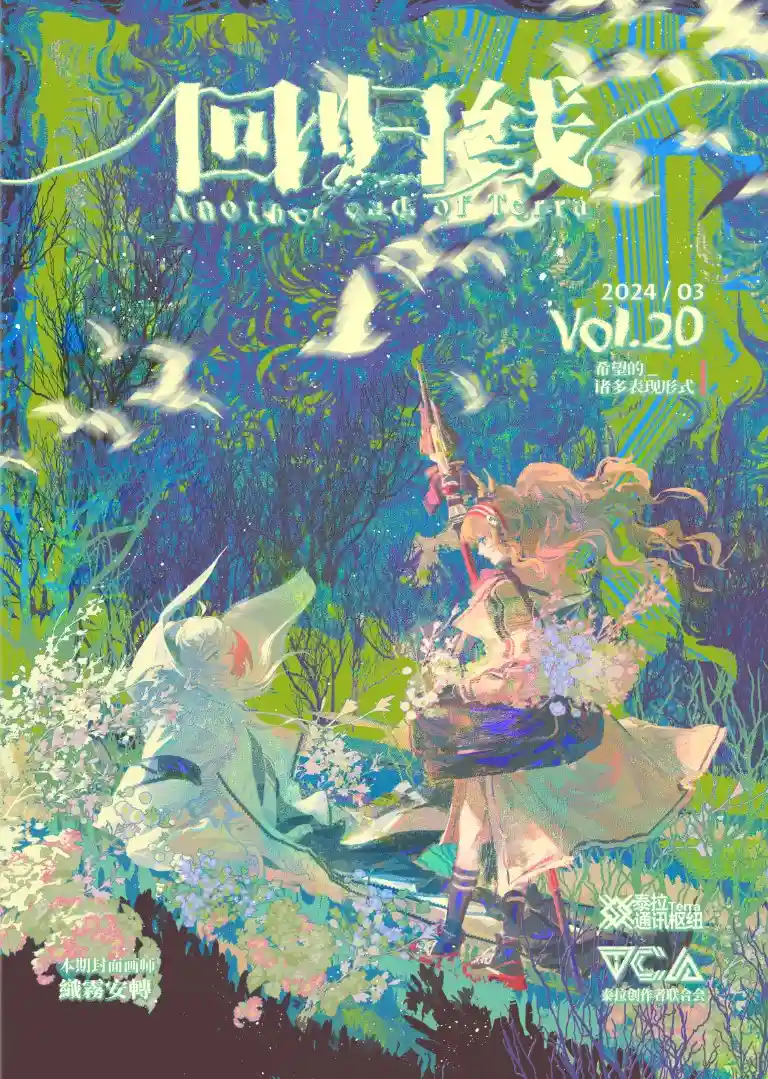 回归线
Another end of Terra
2024 / 03
Vol.20
希望的_
诸多表现形式
泰拉Terra
通讯枢纽
TCA
泰拉创作者联合会
本期封面画师
織霧安轉